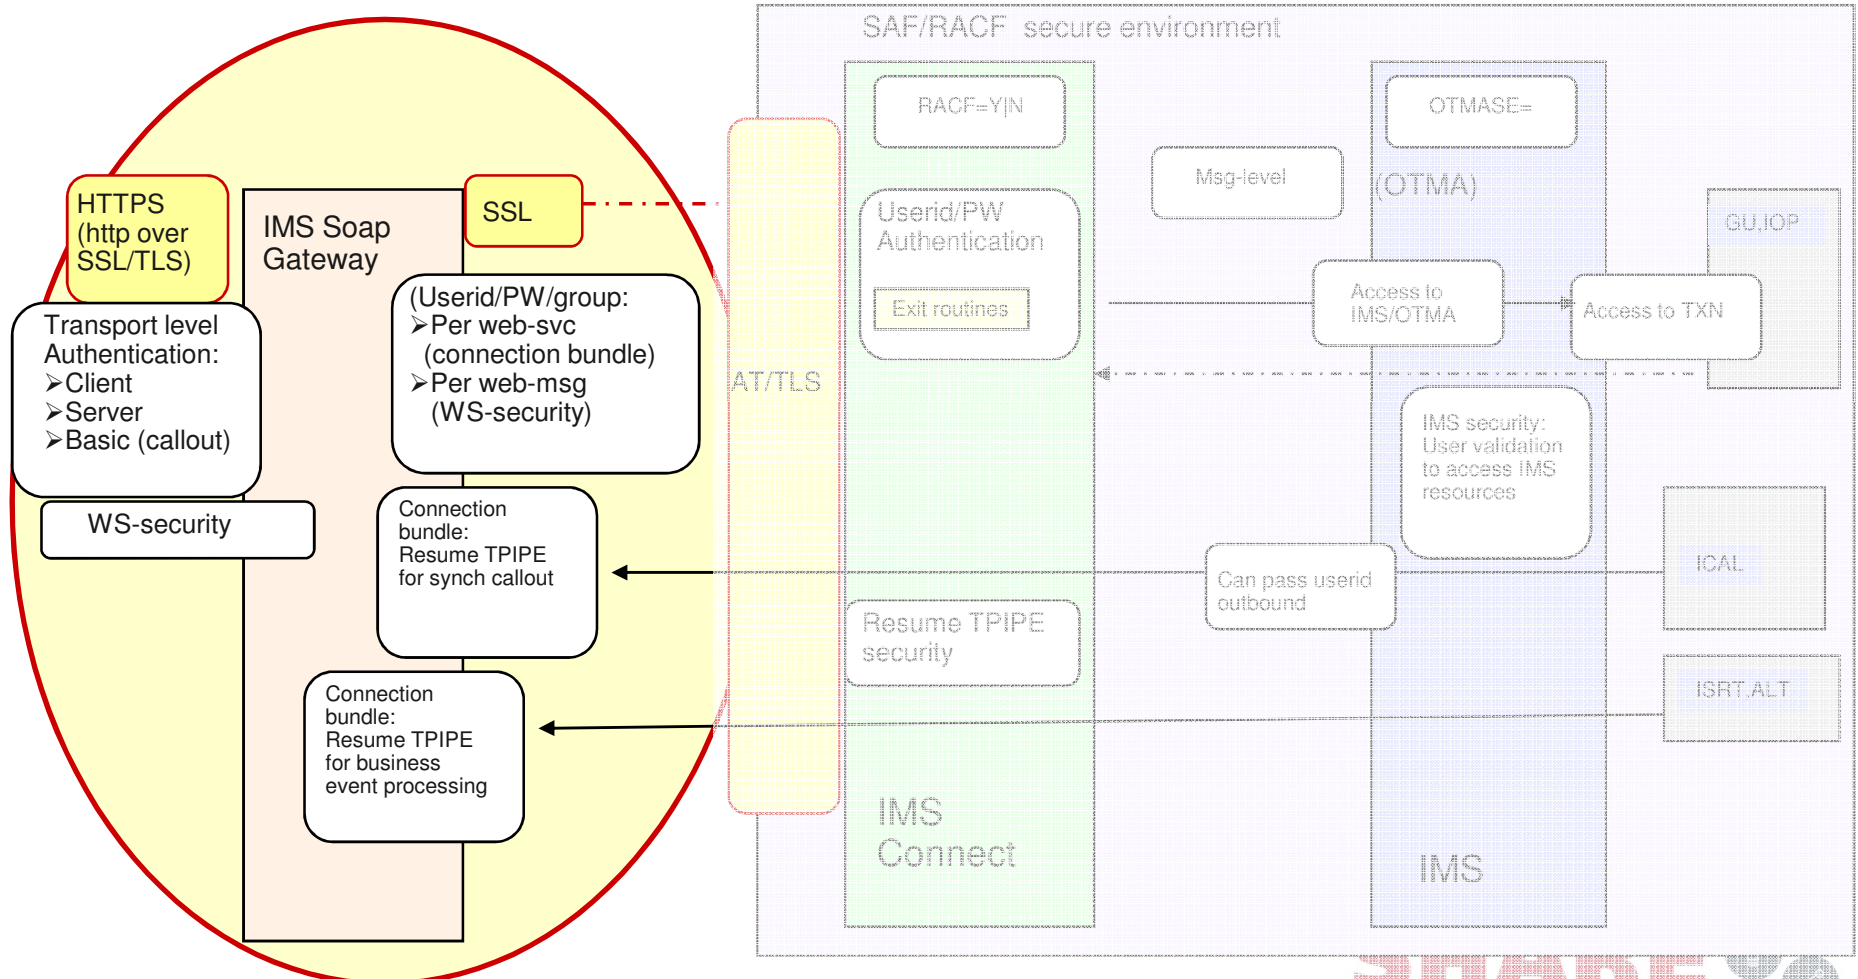 SAF/RACF secure environment
HTTPS
(http over
SSL/TLS)
IMS Soap
Gateway
SSL
Transport level
Authentication:
➢Client
➢Server
➢Basic (callout)
WS-security
(Userid/PW/group:
➢Per web-svc
(connection bundle)
➢Per web-msg
(WS-security)
Connection
bundle:
Resume TPIPE
for synch callout
Connection
bundle:
Resume TPIPE
for business
event processing
AT/TLS
RACF=Y|N
Userid/PW
Authentication
Exit routines
Resume TPIPE
security
IMS
Connect
Msg-level
OTMASE=
(OTMA)
Access to
IMS/OTMA
Access to TXN
GU,IOP
IMS security:
User validation
to access IMS
resources
Can pass userid
outbound
ICAL
ISRT.ALT
IMS
SHARE